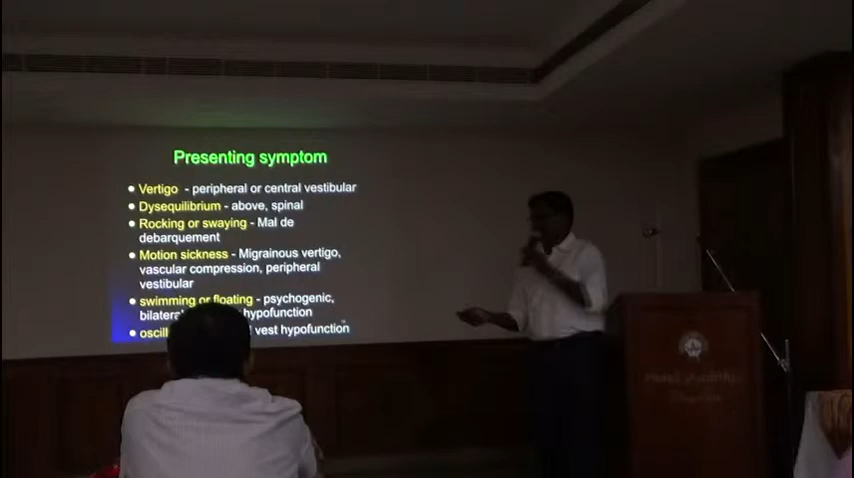 Presenting symptom
Vertigo - peripheral or central vestibular
Dysequilibrium - above, spinal
Rocking or swaying - Mal de
debarquement
Motion sickness - Migrainous vertigo,
vascular compression, peripheral
vestibular
swimming or floating - psychogenic,
hypofunction
vest hypofunction